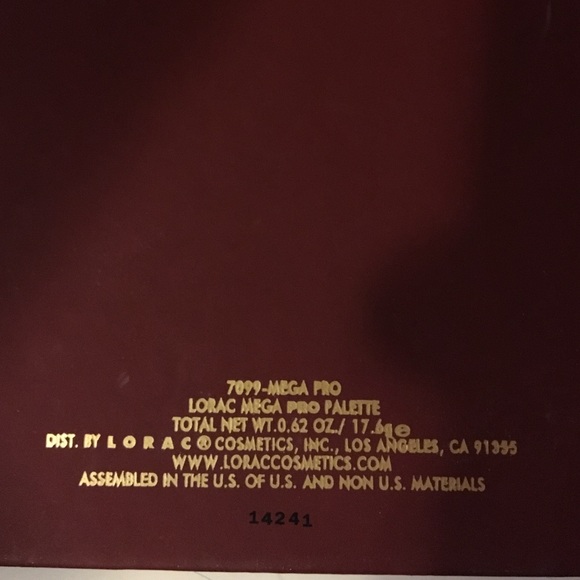 7099-MEGA PRO
LORAC MEGA PRO PALETTE
TOTAL NET WT.0.62 OZ./ 17.6g e
DIST. BY LORAC® COSMETICS, INC., LOS ANGELES, CA 91355
WWW.LORACCOSMETICS.COM
ASSEMBLED IN THE U.S. OF U.S. AND NON U.S. MATERIALS
14241